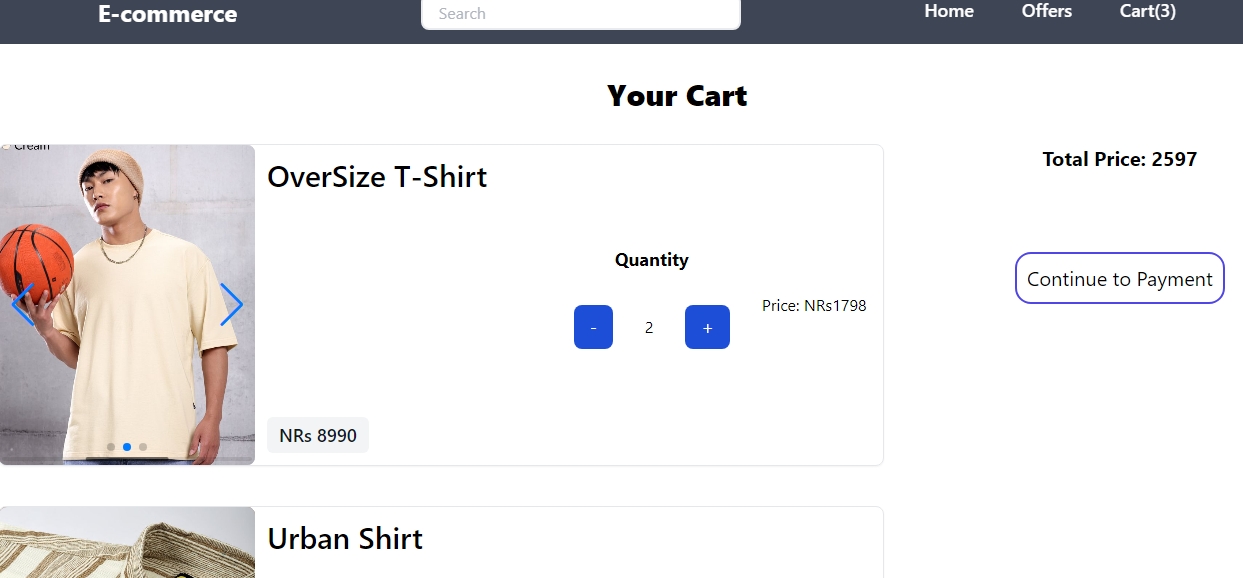 E-commerce
Search
Home
Offers
Cart(3)
Your Cart
Cream
OverSize T-Shirt
Quantity
-
2
+
Price: NRs1798
NRs 8990
Total Price: 2597
Continue to Payment
Urban Shirt